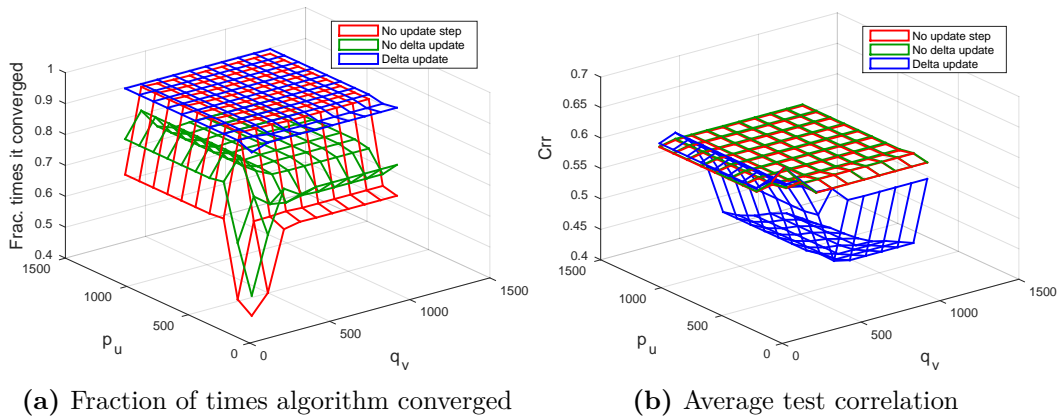 No update step
No delta update
Delta update
1
0.9
0.8
0.7
0.6
0.5
0.4
Frac. times it converged
1500
1000
500
0
p_u
0
500
1000
1500
q_v
(a) Fraction of times algorithm converged
No update step
No delta update
Delta update
0.7
0.65
0.6
0.55
0.5
0.45
0.4
Crr
1500
1000
500
0
p_u
0
500
1000
1500
q_v
(b) Average test correlation